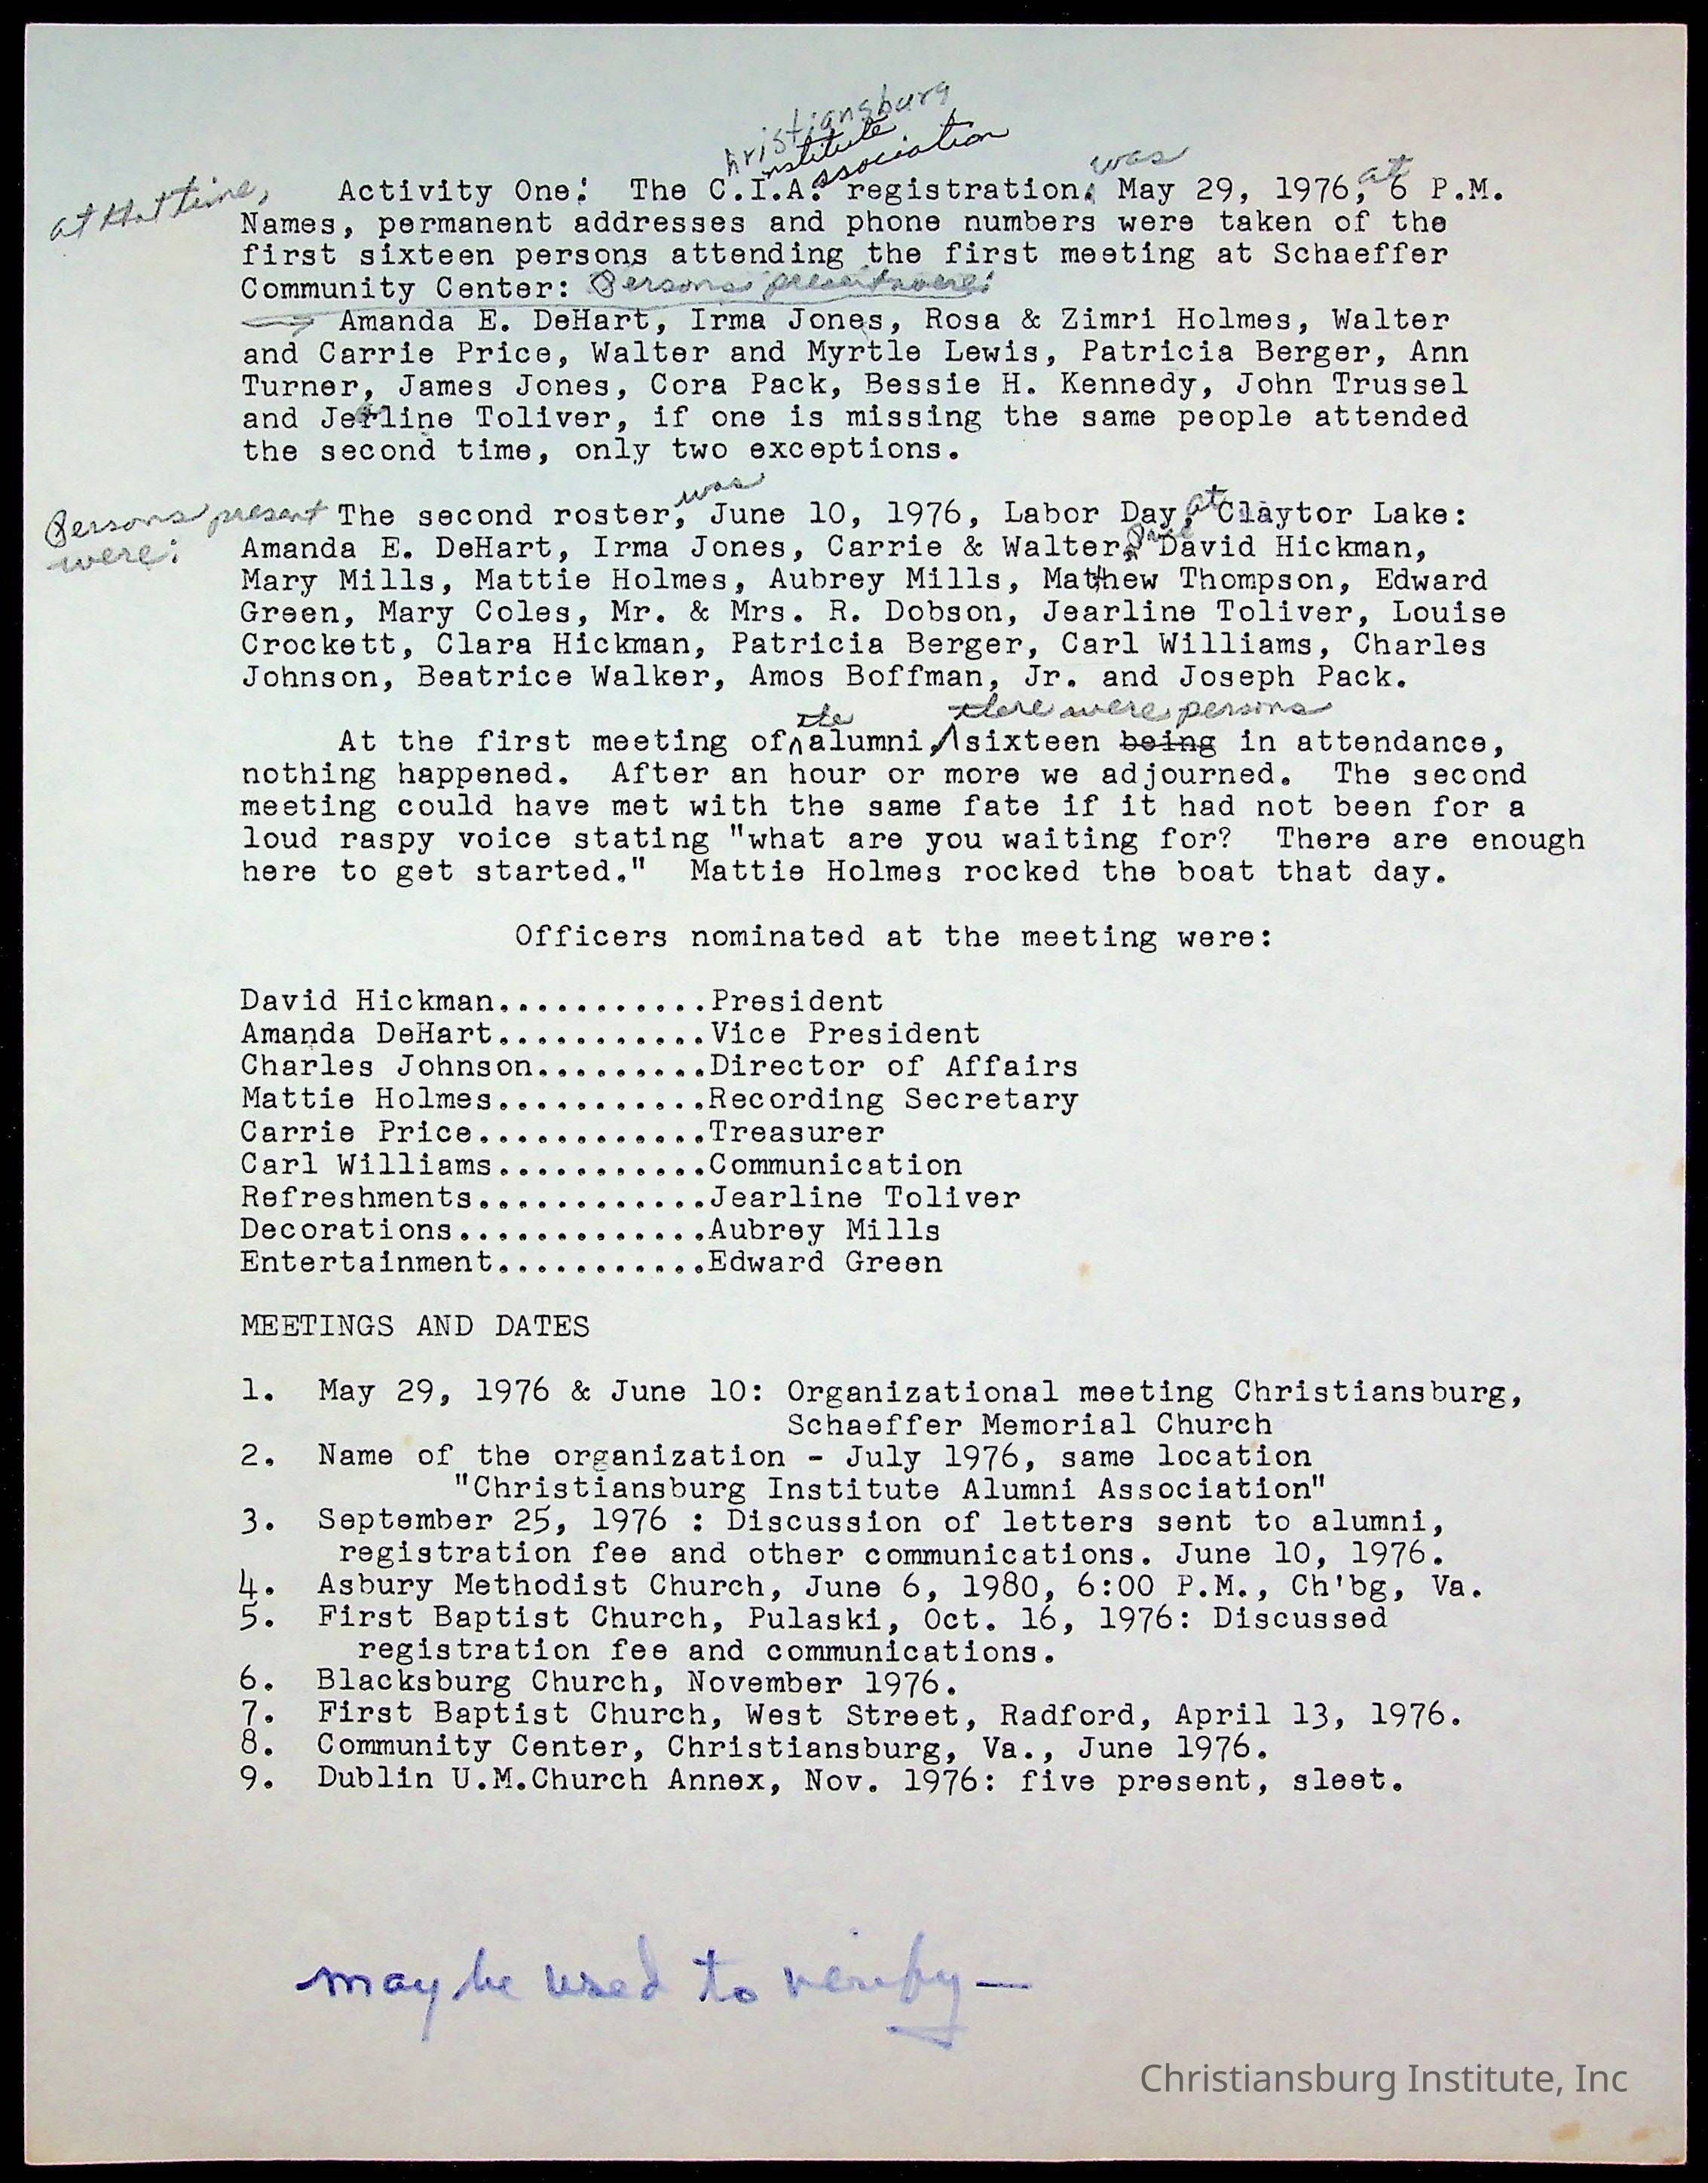 hristiansburg
nstitute
ssociation
was
at
at that time,
Activity One: The C.I.A. registration, May 29, 1976, 6 P.M.
Names, permanent addresses and phone numbers were taken of the
first sixteen persons attending the first meeting at Schaeffer
Community Center: Persons present were:
Amanda E. DeHart, Irma Jones, Rosa & Zimri Holmes, Walter
and Carrie Price, Walter and Myrtle Lewis, Patricia Berger, Ann
Turner, James Jones, Cora Pack, Bessie H. Kennedy, John Trussel
and Jearline Toliver, if one is missing the same people attended
the second time, only two exceptions.
was
at
Persons present
were:
The second roster, June 10, 1976, Labor Day, Claytor Lake:
Price
Amanda E. DeHart, Irma Jones, Carrie & Walter, David Hickman,
Mary Mills, Mattie Holmes, Aubrey Mills, Mathew Thompson, Edward
Green, Mary Coles, Mr. & Mrs. R. Dobson, Jearline Toliver, Louise
Crockett, Clara Hickman, Patricia Berger, Carl Williams, Charles
Johnson, Beatrice Walker, Amos Boffman, Jr. and Joseph Pack.
the there were persons
At the first meeting of alumni, sixteen being in attendance,
nothing happened. After an hour or more we adjourned. The second
meeting could have met with the same fate if it had not been for a
loud raspy voice stating "what are you waiting for? There are enough
here to get started." Mattie Holmes rocked the boat that day.
Officers nominated at the meeting were:
David Hickman...........President
Amanda DeHart...........Vice President
Charles Johnson.........Director of Affairs
Mattie Holmes...........Recording Secretary
Carrie Price............Treasurer
Carl Williams...........Communication
Refreshments............Jearline Toliver
Decorations.............Aubrey Mills
Entertainment...........Edward Green
MEETINGS AND DATES
1. May 29, 1976 & June 10: Organizational meeting Christiansburg,
Schaeffer Memorial Church
2. Name of the organization - July 1976, same location
"Christiansburg Institute Alumni Association"
3. September 25, 1976 : Discussion of letters sent to alumni,
registration fee and other communications. June 10, 1976.
4. Asbury Methodist Church, June 6, 1980, 6:00 P.M., Ch'bg, Va.
5. First Baptist Church, Pulaski, Oct. 16, 1976: Discussed
registration fee and communications.
6. Blacksburg Church, November 1976.
7. First Baptist Church, West Street, Radford, April 13, 1976.
8. Community Center, Christiansburg, Va., June 1976.
9. Dublin U.M.Church Annex, Nov. 1976: five present, sleet.
may be used to verify—
Christiansburg Institute, Inc